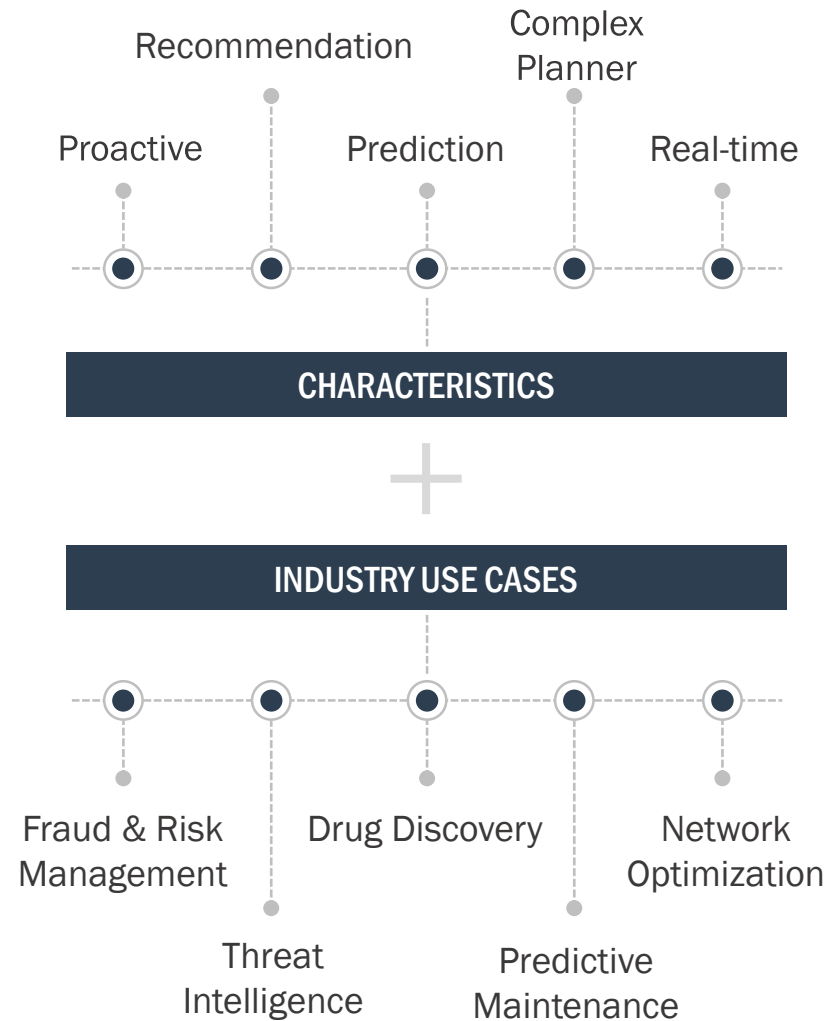 Recommendation
Complex
Planner
Proactive
Prediction
Real-time
CHARACTERISTICS
INDUSTRY USE CASES
Fraud & Risk
Management
Drug Discovery
Network
Optimization
Threat
Intelligence
Predictive
Maintenance